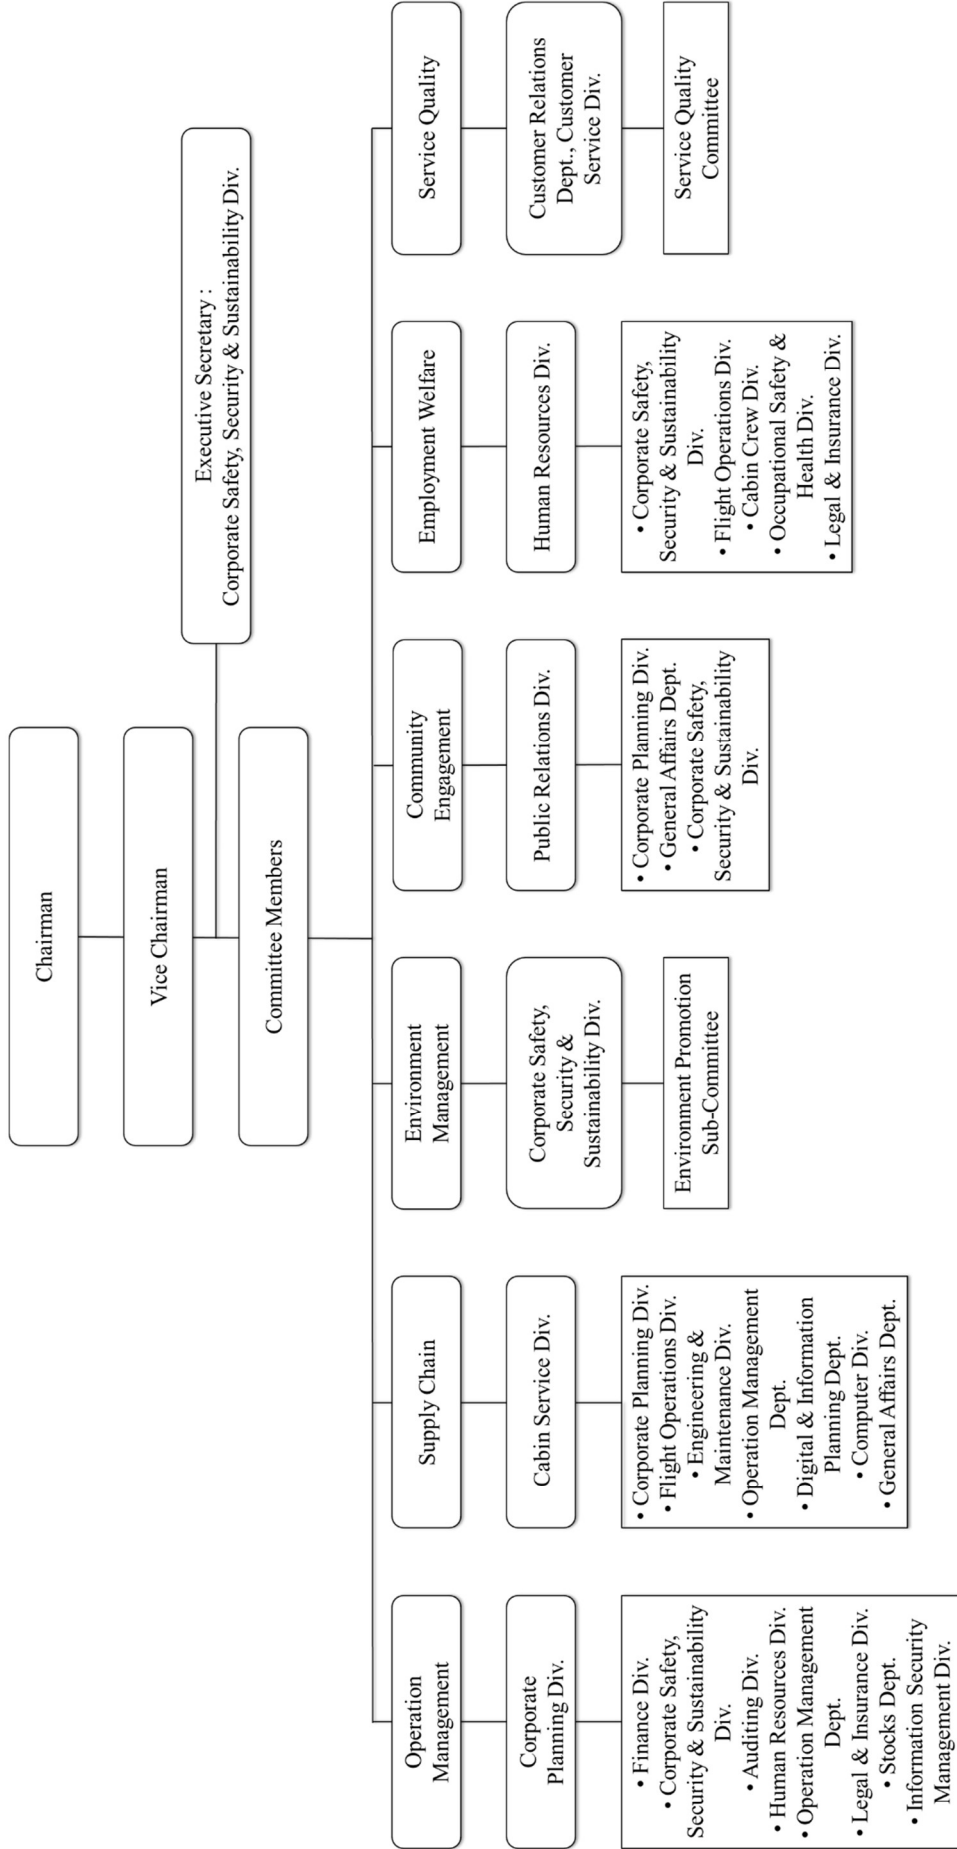 Chairman
Vice Chairman
Executive Secretary :
Corporate Safety, Security & Sustainability Div.
Committee Members
Operation
Management
Corporate
Planning Div.
• Finance Div.
• Corporate Safety,
Security & Sustainability
Div.
• Auditing Div.
• Human Resources Div.
• Operation Management
Dept.
• Legal & Insurance Div.
• Stocks Dept.
• Information Security
Management Div.
Supply Chain
Cabin Service Div.
• Corporate Planning Div.
• Flight Operations Div.
• Engineering &
Maintenance Div.
• Operation Management
Dept.
• Digital & Information
Planning Dept.
• Computer Div.
• General Affairs Dept.
Environment
Management
Corporate Safety,
Security &
Sustainability Div.
Environment Promotion
Sub-Committee
Community
Engagement
Public Relations Div.
• Corporate Planning Div.
• General Affairs Dept.
• Corporate Safety,
Security & Sustainability
Div.
Employment Welfare
Human Resources Div.
• Corporate Safety,
Security & Sustainability
Div.
• Flight Operations Div.
• Cabin Crew Div.
• Occupational Safety &
Health Div.
• Legal & Insurance Div.
Service Quality
Customer Relations
Dept., Customer
Service Div.
Service Quality
Committee